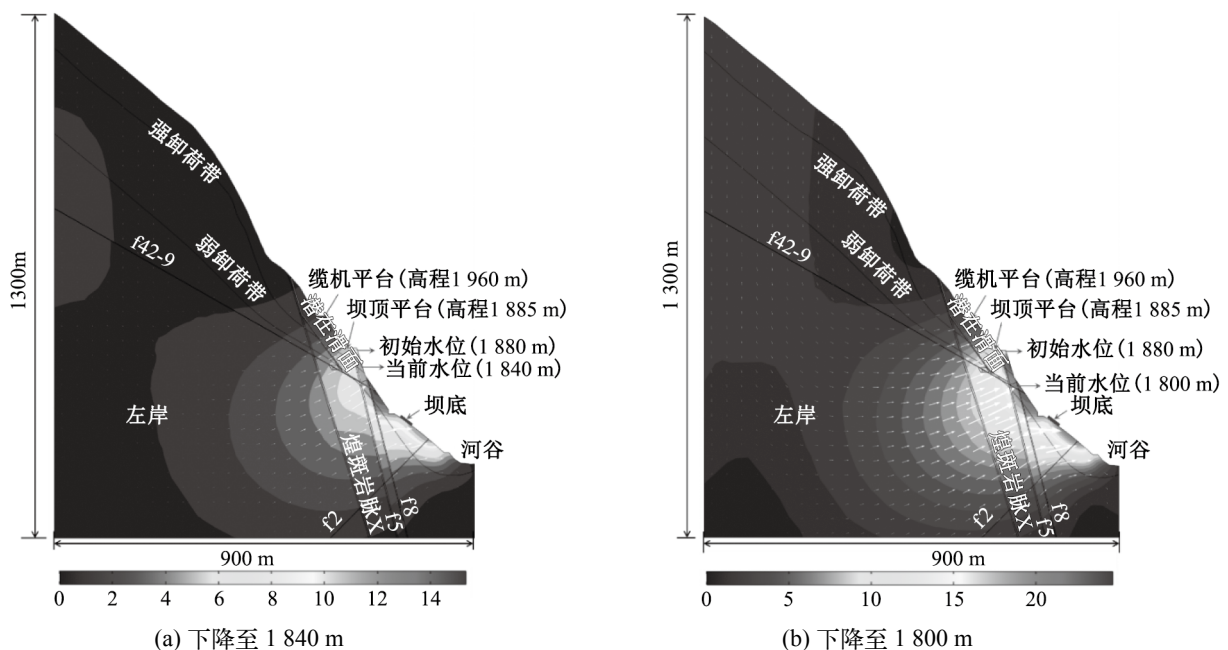 1300 m
强卸荷带
弱卸荷带
f42-9
缆机平台(高程1 960 m)
潜在滑面
坝顶平台(高程1 885 m)
初始水位(1 880 m)
当前水位(1 840 m)
坝底
左岸
河谷
煌斑岩脉X
f2
f5
f8
900 m
0 2 4 6 8 10 12 14
(a) 下降至 1 840 m
1 300 m
强卸荷带
弱卸荷带
f42-9
缆机平台(高程1 960 m)
潜在滑面
坝顶平台(高程1 885 m)
初始水位(1 880 m)
当前水位(1 800 m)
坝底
左岸
河谷
煌斑岩脉X
f2
f5
f8
900 m
0 5 10 15 20
(b) 下降至 1 800 m